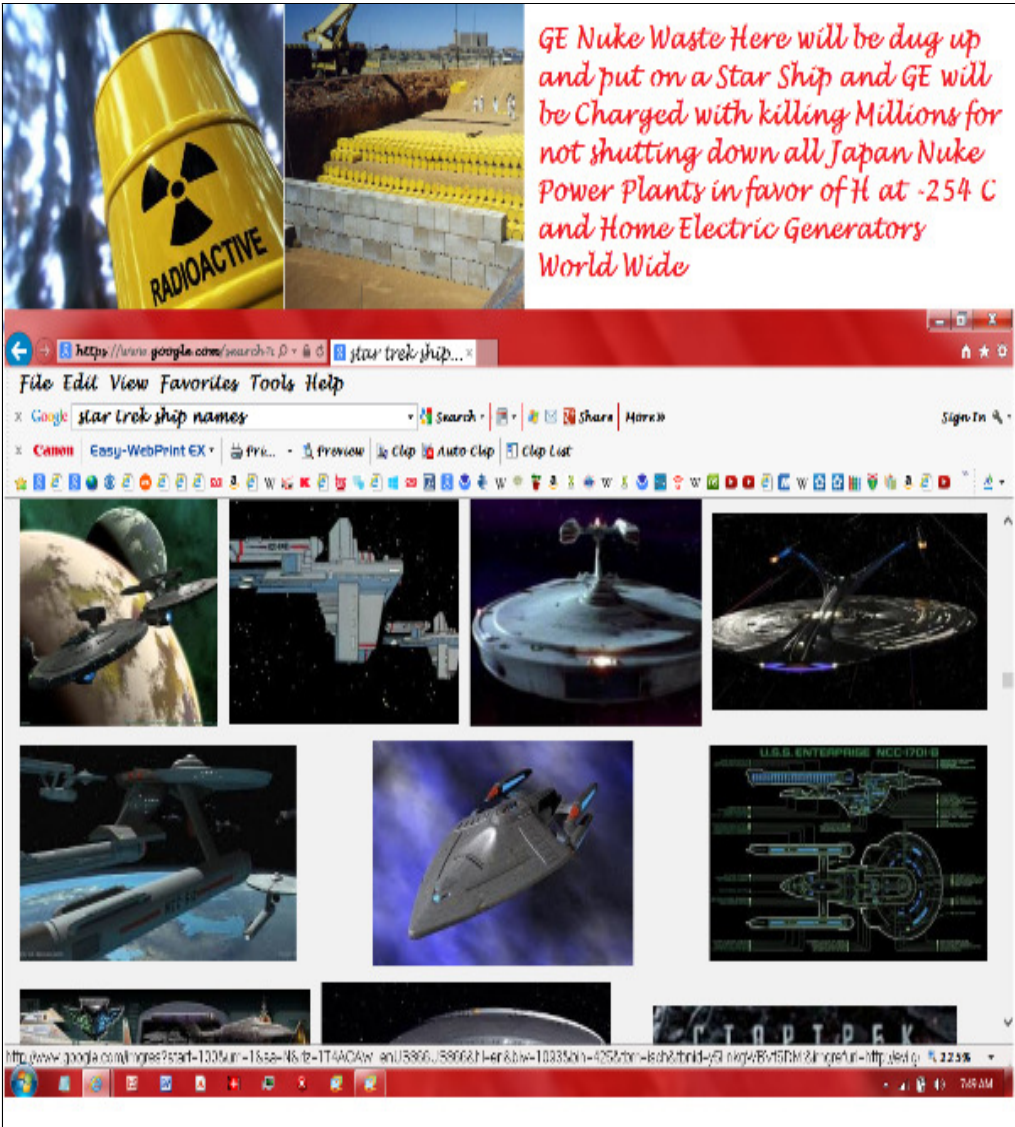 GE Nuke Waste Here will be dug up
and put on a Star Ship and GE will
be Charged with killing Millions for
not shutting down all Japan Nuke
Power Plants in favor of H at -254 C
and Home Electric Generators
World Wide
RADIOACTIVE
https://www.google.com/search?
star trek ship...
File Edit View Favorites Tools Help
x Google star trek ship names Search Share More» Sign In
x Canon Easy-WebPrint EX Pri... Preview Clip Auto Clip Clip List
U.S.S. ENTERPRISE NCC-1701-B
СТАРТРЕК
225%
7:49 AM